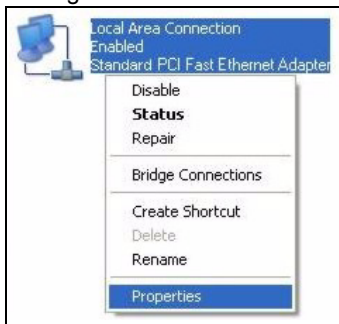 Local Area Connection
Enabled
Standard PCI Fast Ethernet Adapter
Disable
Status
Repair
Bridge Connections
Create Shortcut
Delete
Rename
Properties